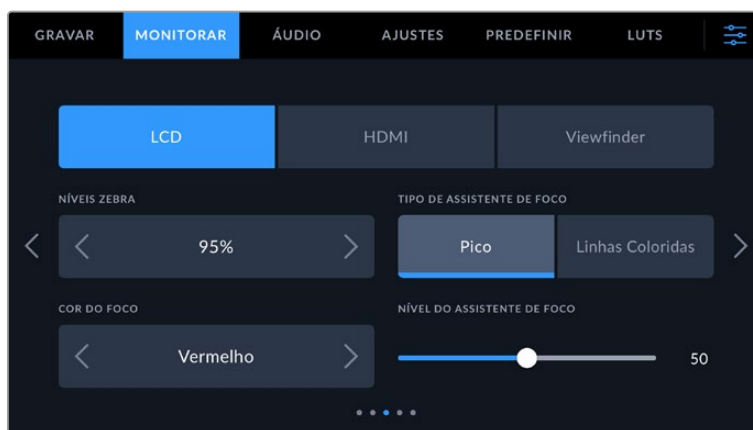 GRAVAR MONITORAR ÁUDIO AJUSTES PREDEFINIR LUTS
LCD HDMI Viewfinder
NÍVEIS ZEBRA TIPO DE ASSISTENTE DE FOCO
95% Pico Linhas Coloridas
COR DO FOCO NÍVEL DO ASSISTENTE DE FOCO
Vermelho 50